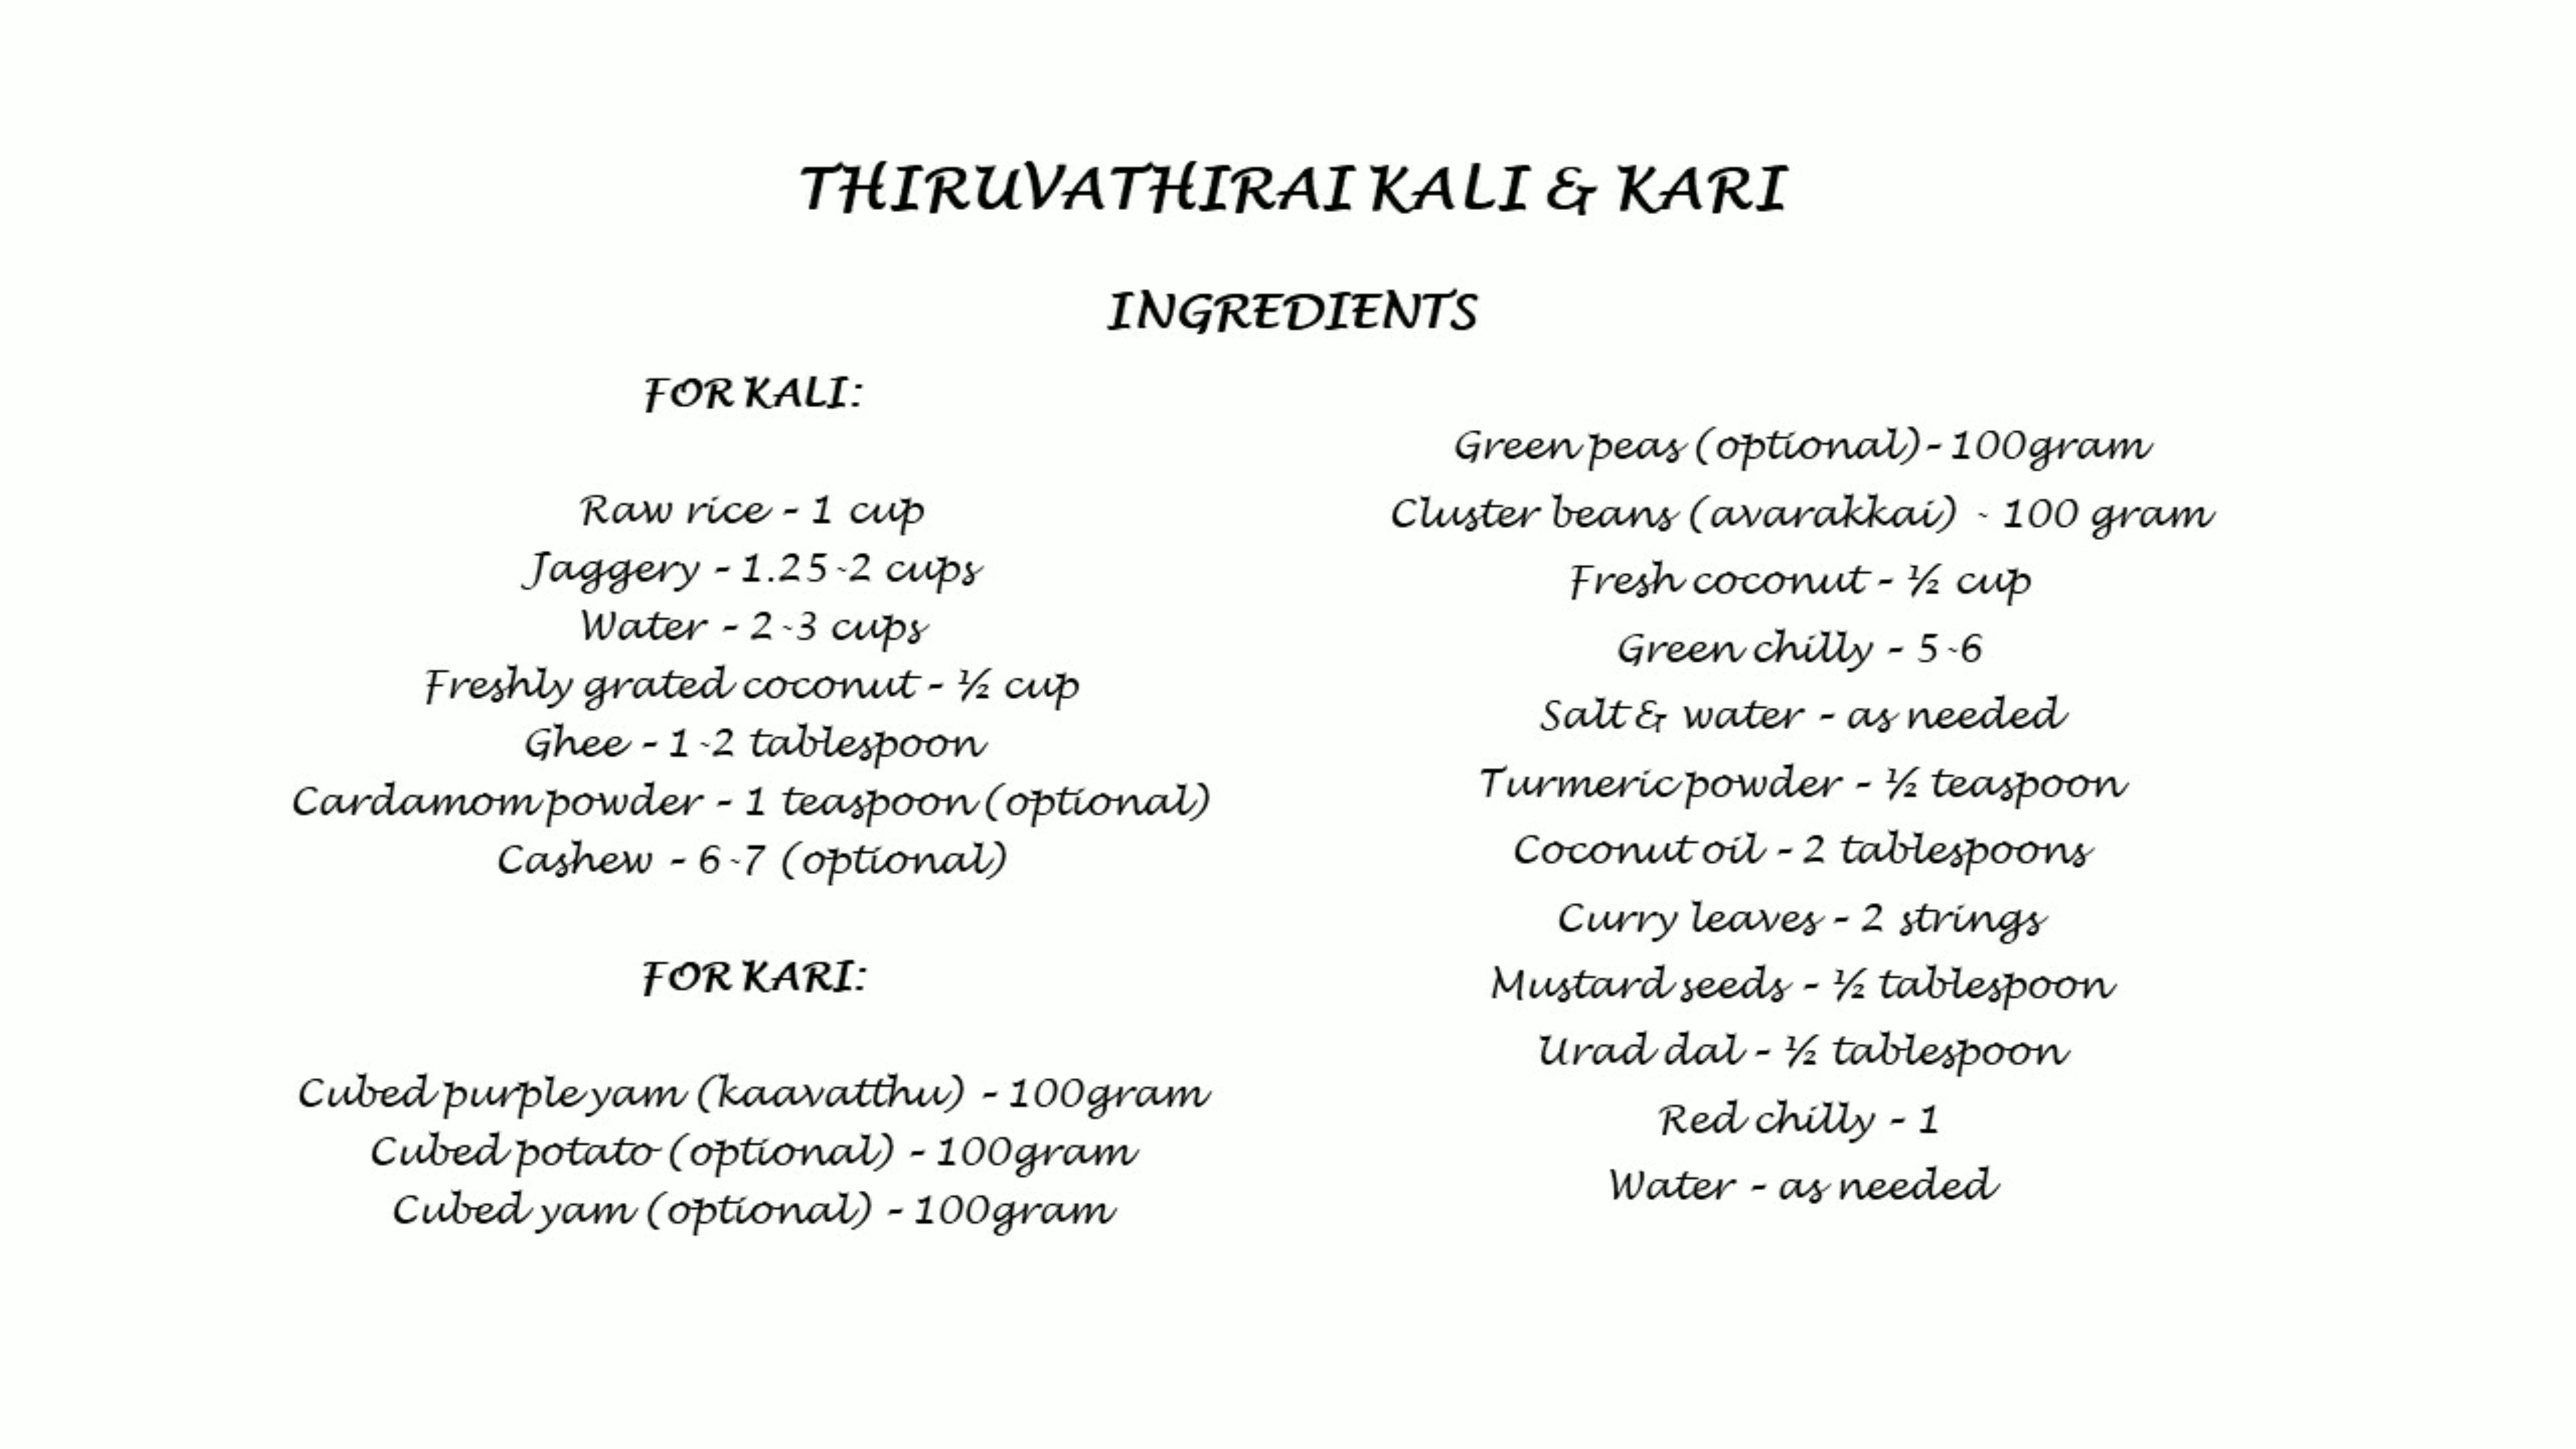 THIRUVATHIRAI KALI & KARI
INGREDIENTS
FOR KALI:
Raw rice - 1 cup
Jaggery - 1.25-2 cups
Water - 2-3 cups
Freshly grated coconut - ½ cup
Ghee - 1-2 tablespoon
Cardamom powder - 1 teaspoon (optional)
Cashew - 6-7 (optional)
FOR KARI:
Cubed purple yam (kaavatthu) - 100gram
Cubed potato (optional) - 100gram
Cubed yam (optional) - 100gram
Green peas (optional)- 100gram
Cluster beans (avarakkai) - 100 gram
Fresh coconut - ½ cup
Green chilly - 5-6
Salt & water - as needed
Turmeric powder - ½ teaspoon
Coconut oil - 2 tablespoons
Curry leaves - 2 strings
Mustard seeds - ½ tablespoon
Urad dal - ½ tablespoon
Red chilly - 1
Water - as needed